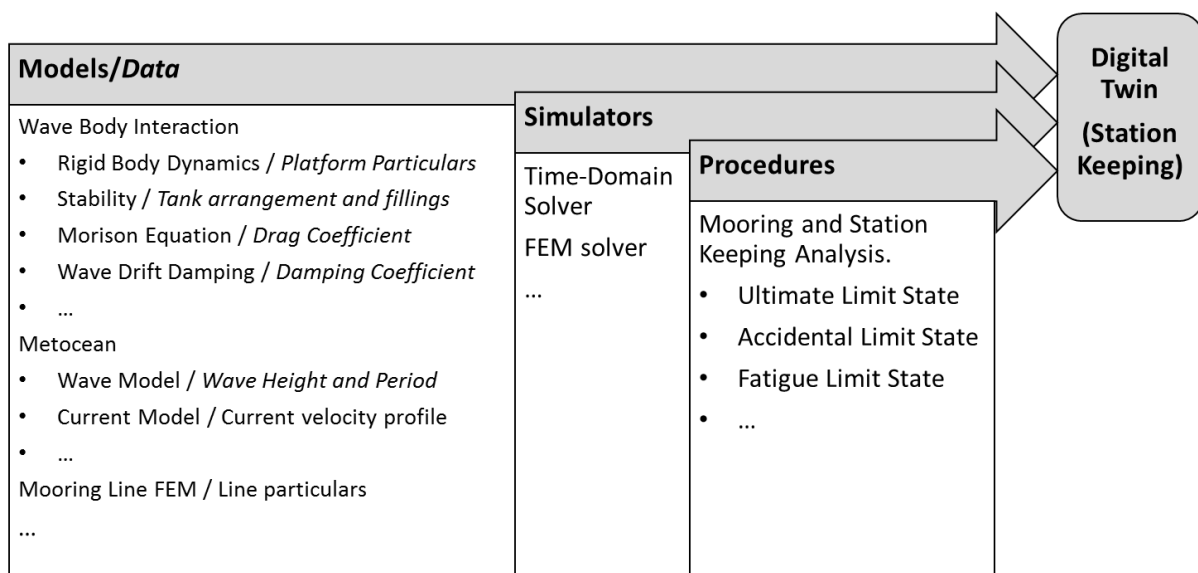 Models/Data
Wave Body Interaction
• Rigid Body Dynamics / Platform Particulars
• Stability / Tank arrangement and fillings
• Morison Equation / Drag Coefficient
• Wave Drift Damping / Damping Coefficient
• ...
Metocean
• Wave Model / Wave Height and Period
• Current Model / Current velocity profile
• ...
Mooring Line FEM / Line particulars
...
Simulators
Time-Domain
Solver
FEM solver
...
Procedures
Mooring and Station
Keeping Analysis.
• Ultimate Limit State
• Accidental Limit State
• Fatigue Limit State
• ...
Digital
Twin
(Station
Keeping)